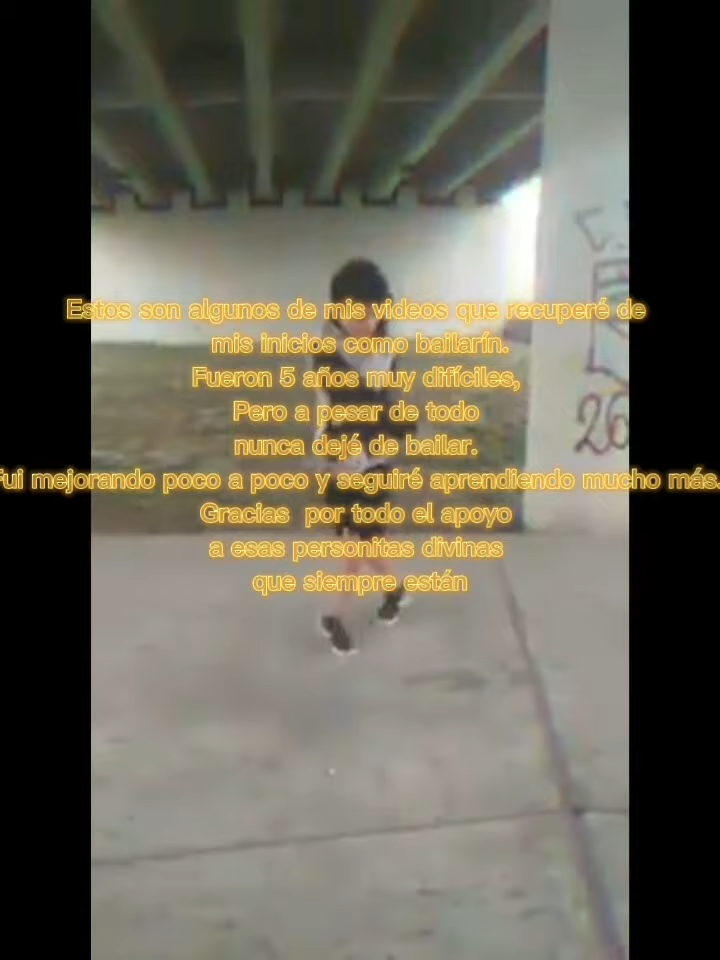 Estos son algunos de mis videos que recuperé de
mis inicios como bailarín.
Fueron 5 años muy difíciles,
Pero a pesar de todo
nunca dejé de bailar.
fui mejorando poco a poco y seguiré aprendiendo mucho más.
Gracias por todo el apoyo
a esas personitas divinas
que siempre están
26